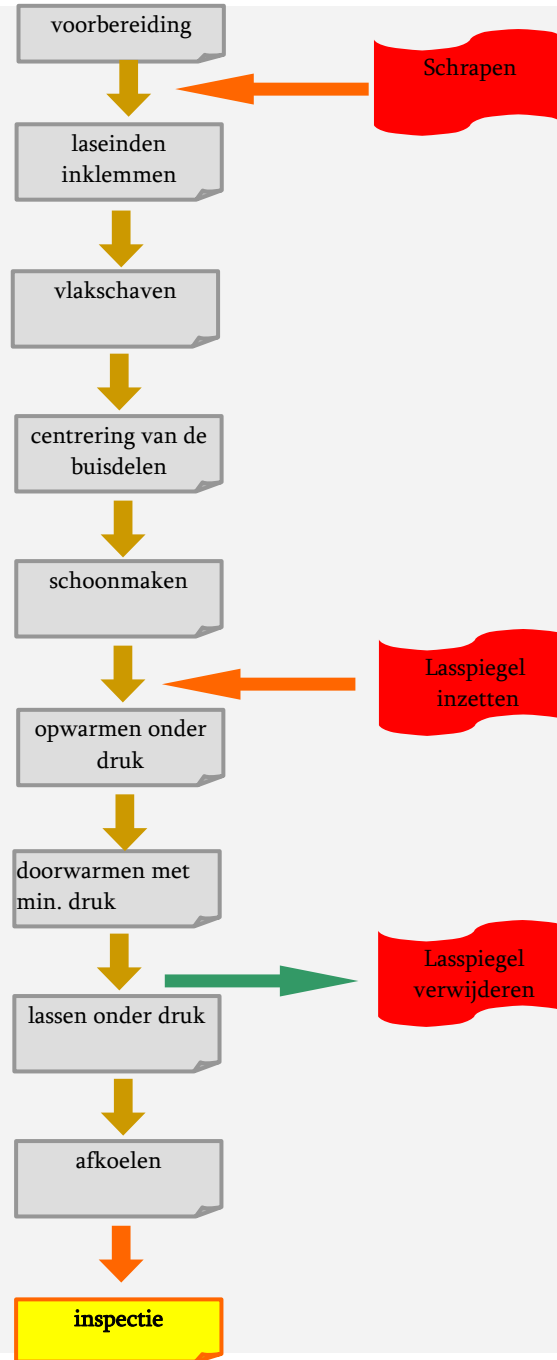 voorbereiding
Schrapen
laseinden
inklemmen
vlakschaven
centrering van de
buisdelen
schoonmaken
Lasspiegel
inzetten
opwarmen onder
druk
doorwarmen met
min. druk
Lasspiegel
verwijderen
lassen onder druk
afkoelen
inspectie